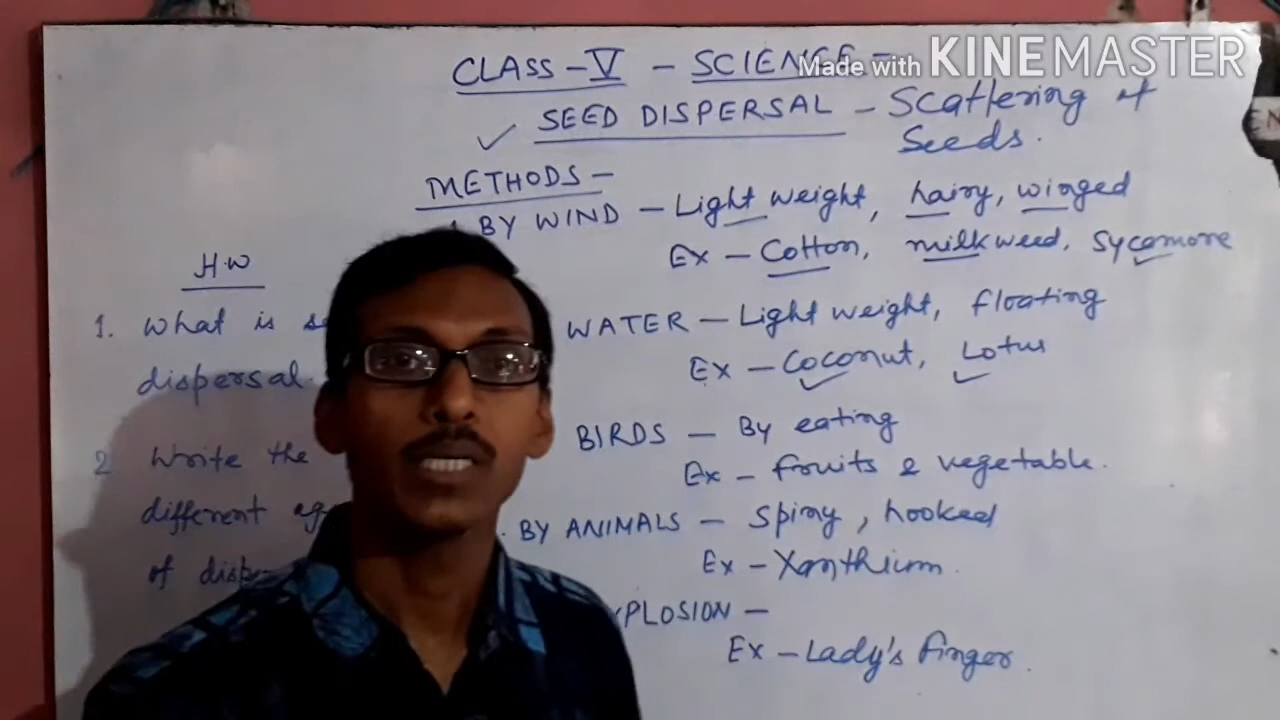 CLASS - V - SCIENCE -
Made with KINEMASTER
SEED DISPERSAL - Scattering of
Seeds.
METHODS -
BY WIND - Light weight, hairy, winged
Ex - Cotton, milkweed, Sycamore
WATER - Light weight, floating
Ex - Coconut, Lotus
BIRDS - By eating
Ex - fruits & vegetable.
BY ANIMALS - Spiny, hooked
Ex - Xanthium.
PLOSION -
Ex - Lady's finger.
H.W
1. What is
dispersal.
2 Write the
different
of